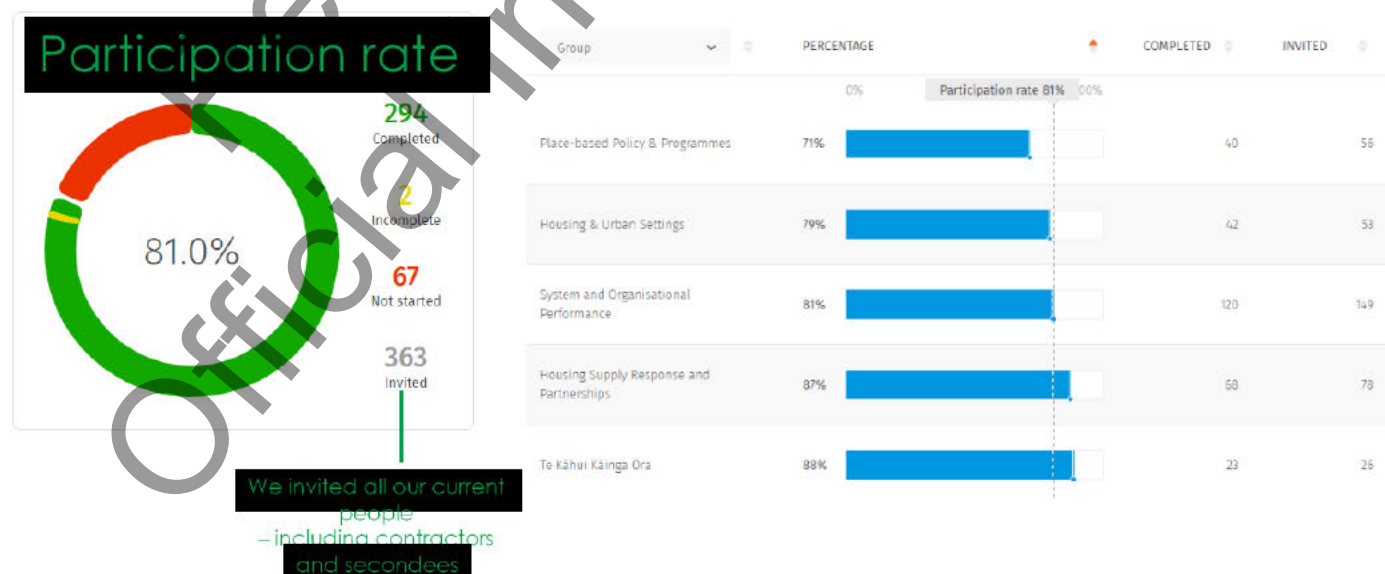 Participation rate
294
Completed
2
Incomplete
67
Not started
363
Invited
81.0%
We invited all our current
people
– including contractors
and secondees
Group PERCENTAGE COMPLETED INVITED
0% Participation rate 81% 00%
Place-based Policy & Programmes 71% 40 56
Housing & Urban Settings 79% 42 53
System and Organisational
Performance 81% 120 149
Housing Supply Response and
Partnerships 87% 68 78
Te Kāhui Kāinga Ora 88% 23 26
Official In